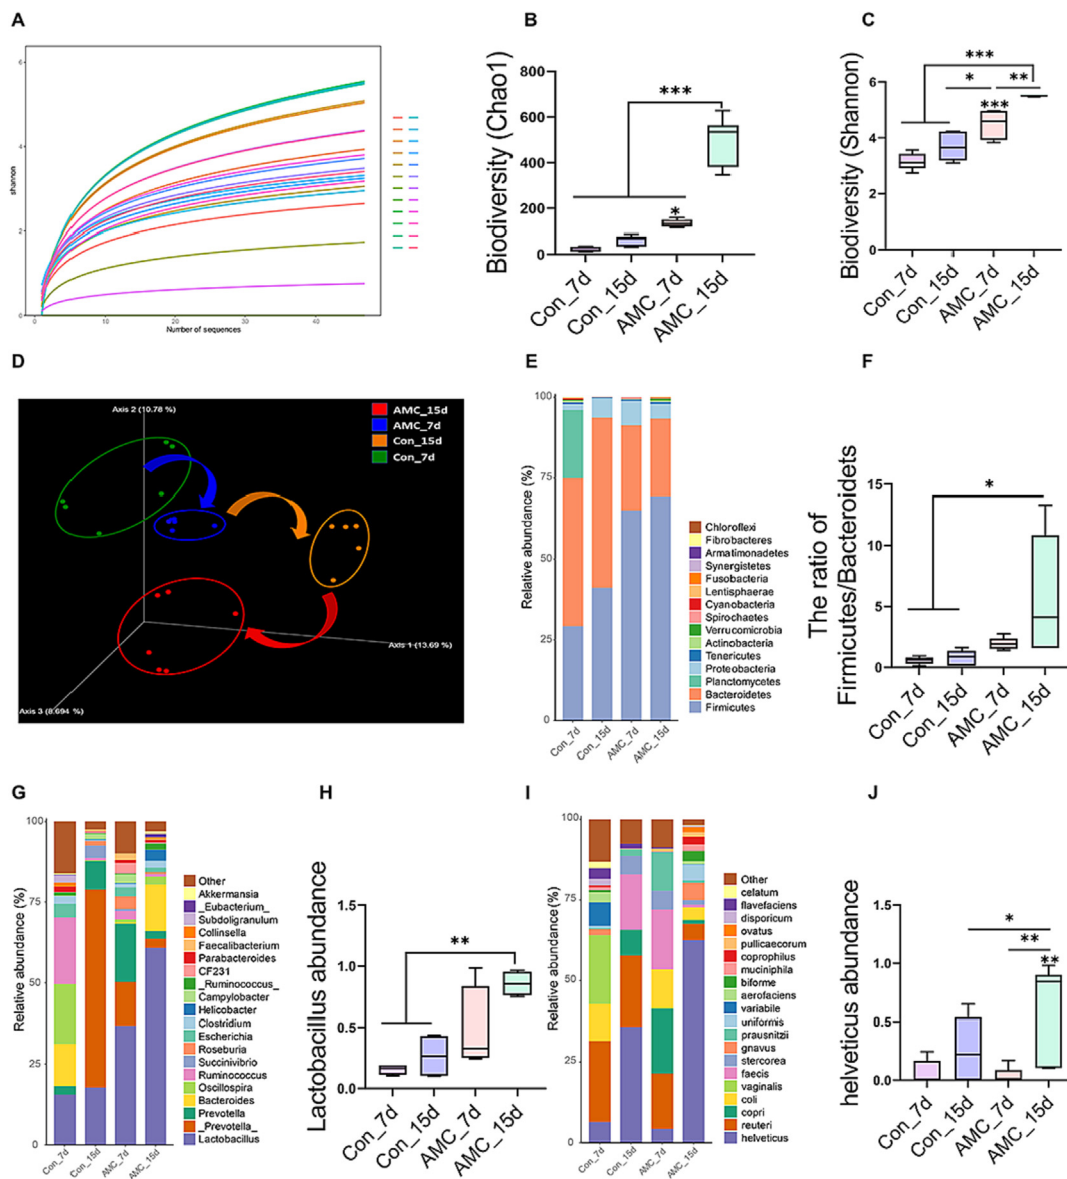 A
shannon
6
4
2
0
0
10
20
30
40
Number of sequences
B
Biodiversity (Chao1)
800
600
400
200
0
***
*
Con_7d
Con_15d
AMC_7d
AMC_15d
C
Biodiversity (Shannon)
6
4
2
0
***
*
**
***
Con_7d
Con_15d
AMC_7d
AMC_15d
D
Axis 2 (10.78 %)
AMC_15d
AMC_7d
Con_15d
Con_7d
Axis 1 (13.69 %)
Axis 3 (8.694 %)
E
Relative abundance (%)
100
75
50
25
0
Con_7d
Con_15d
AMC_7d
AMC_15d
Chloroflexi
Fibrobacteres
Armatimonadetes
Synergistetes
Fusobacteria
Lentisphaerae
Cyanobacteria
Spirochaetes
Verrucomicrobia
Actinobacteria
Tenericutes
Proteobacteria
Planctomycetes
Bacteroidetes
Firmicutes
F
The ratio of
Firmicutes/Bacteroidets
15
10
5
0
*
Con_7d
Con_15d
AMC_7d
AMC_15d
G
Relative abundance (%)
100
75
50
25
0
Con_7d
Con_15d
AMC_7d
AMC_15d
Other
Akkermansia
_Eubacterium_
Subdoligranulum
Collinsella
Faecalibacterium
Parabacteroides
CF231
_Ruminococcus_
Campylobacter
Helicobacter
Clostridium
Escherichia
Roseburia
Succinivibrio
Ruminococcus
Oscillospira
Bacteroides
Prevotella
_Prevotella_
Lactobacillus
H
Lactobacillus abundance
1.5
1.0
0.5
0.0
**
Con_7d
Con_15d
AMC_7d
AMC_15d
I
Relative abundance (%)
100
75
50
25
0
Con_7d
Con_15d
AMC_7d
AMC_15d
Other
celatum
flavefaciens
disporicum
ovatus
pullicaecorum
coprophilus
muciniphila
biforme
aerofaciens
variabile
uniformis
prausnitzii
gnavus
stercorea
faecis
vaginalis
coli
copri
reuteri
helveticus
J
helveticus abundance
1.5
1.0
0.5
0.0
*
**
**
Con_7d
Con_15d
AMC_7d
AMC_15d